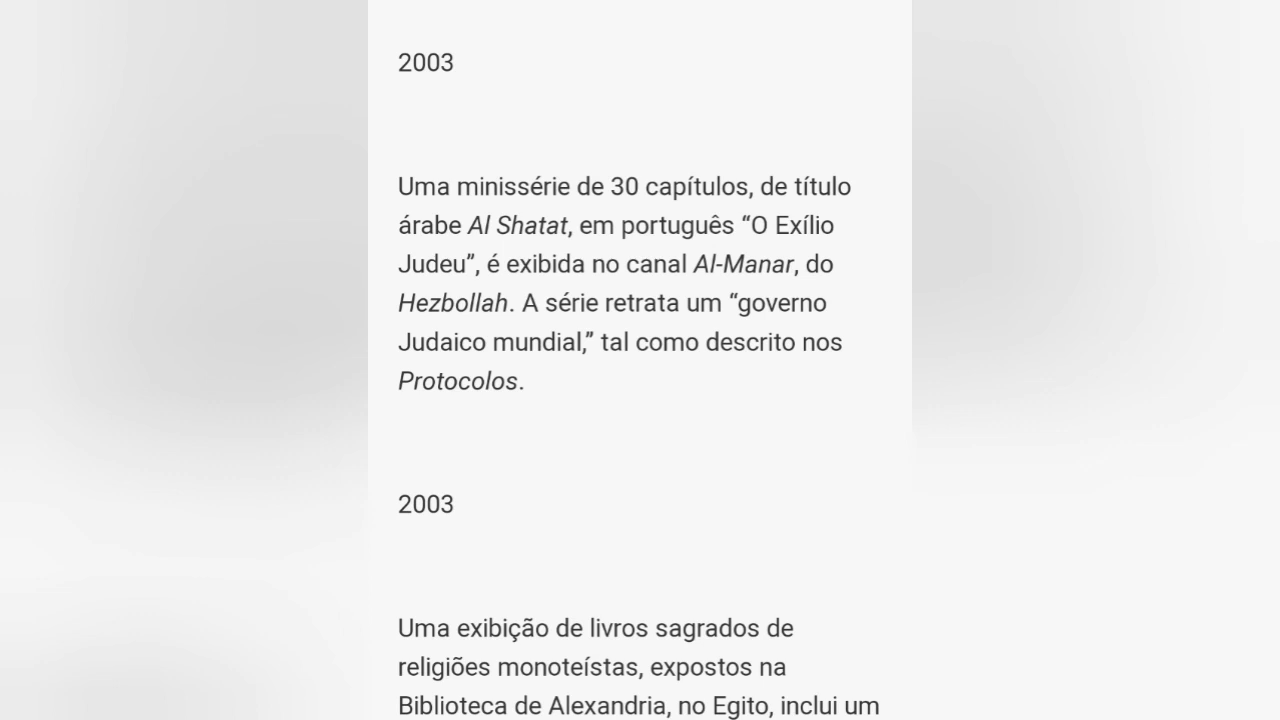 2003
Uma minissérie de 30 capítulos, de título
árabe Al Shatat, em português “O Exílio
Judeu”, é exibida no canal Al-Manar, do
Hezbollah. A série retrata um “governo
Judaico mundial,” tal como descrito nos
Protocolos.
2003
Uma exibição de livros sagrados de
religiões monoteístas, expostos na
Biblioteca de Alexandria, no Egito, inclui um